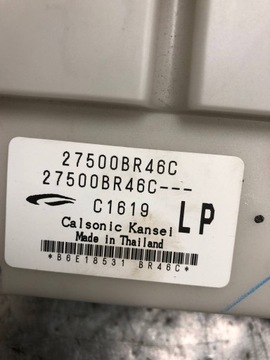 27500BR46C
27500BR46C---
C1619
LP
Calsonic Kansei
Made in Thailand
*B6E18531 BR46C*